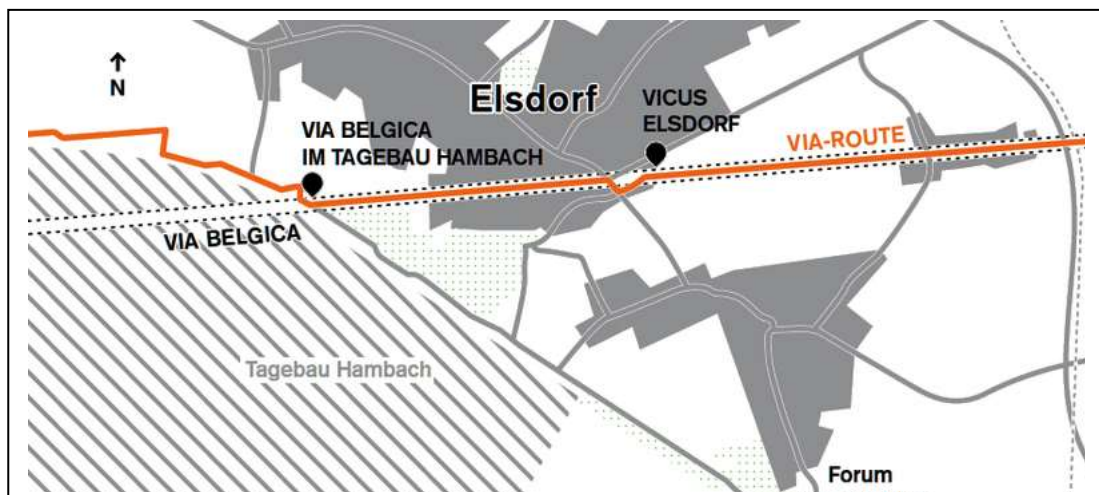 N
Elsdorf
VICUS
ELSDORF
VIA BELGICA
IM TAGEBAU HAMBACH
VIA-ROUTE
VIA BELGICA
Tagebau Hambach
Forum